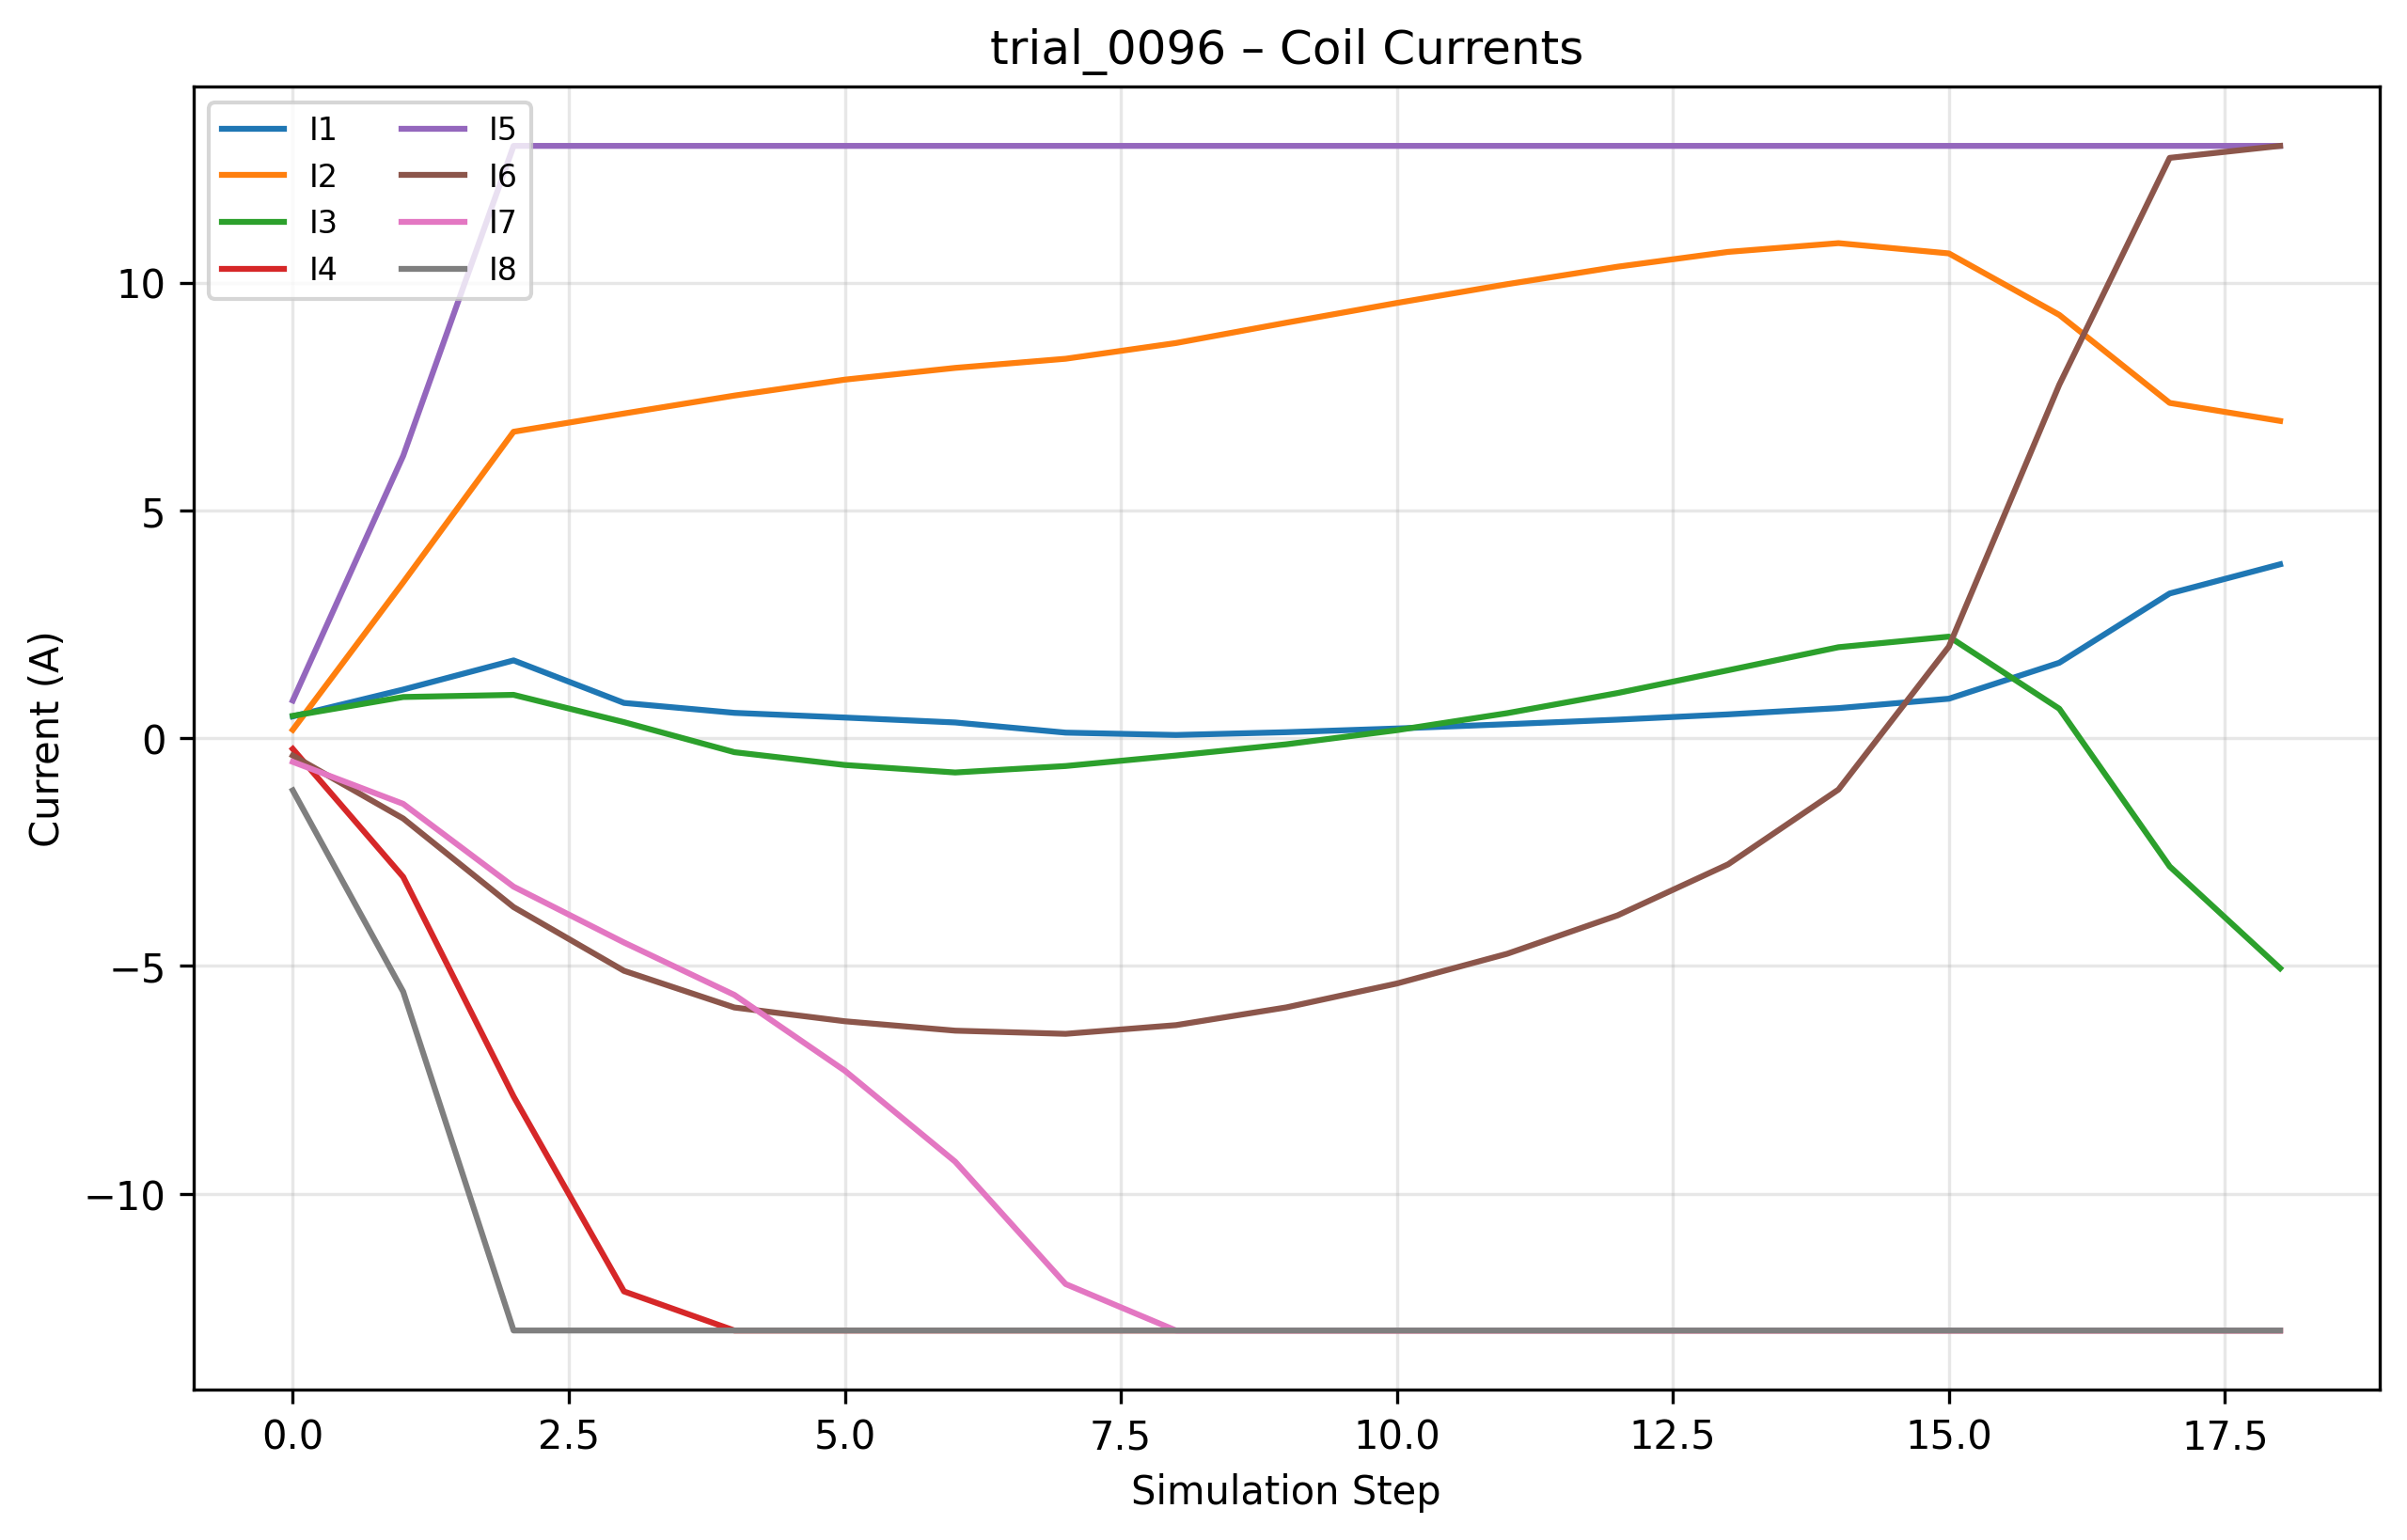 trial_0096 – Coil Currents
I1 I5
I2 I6
I3 I7
I4 I8
10
5
0
−5
−10
Current (A)
0.0 2.5 5.0 7.5 10.0 12.5 15.0 17.5
Simulation Step